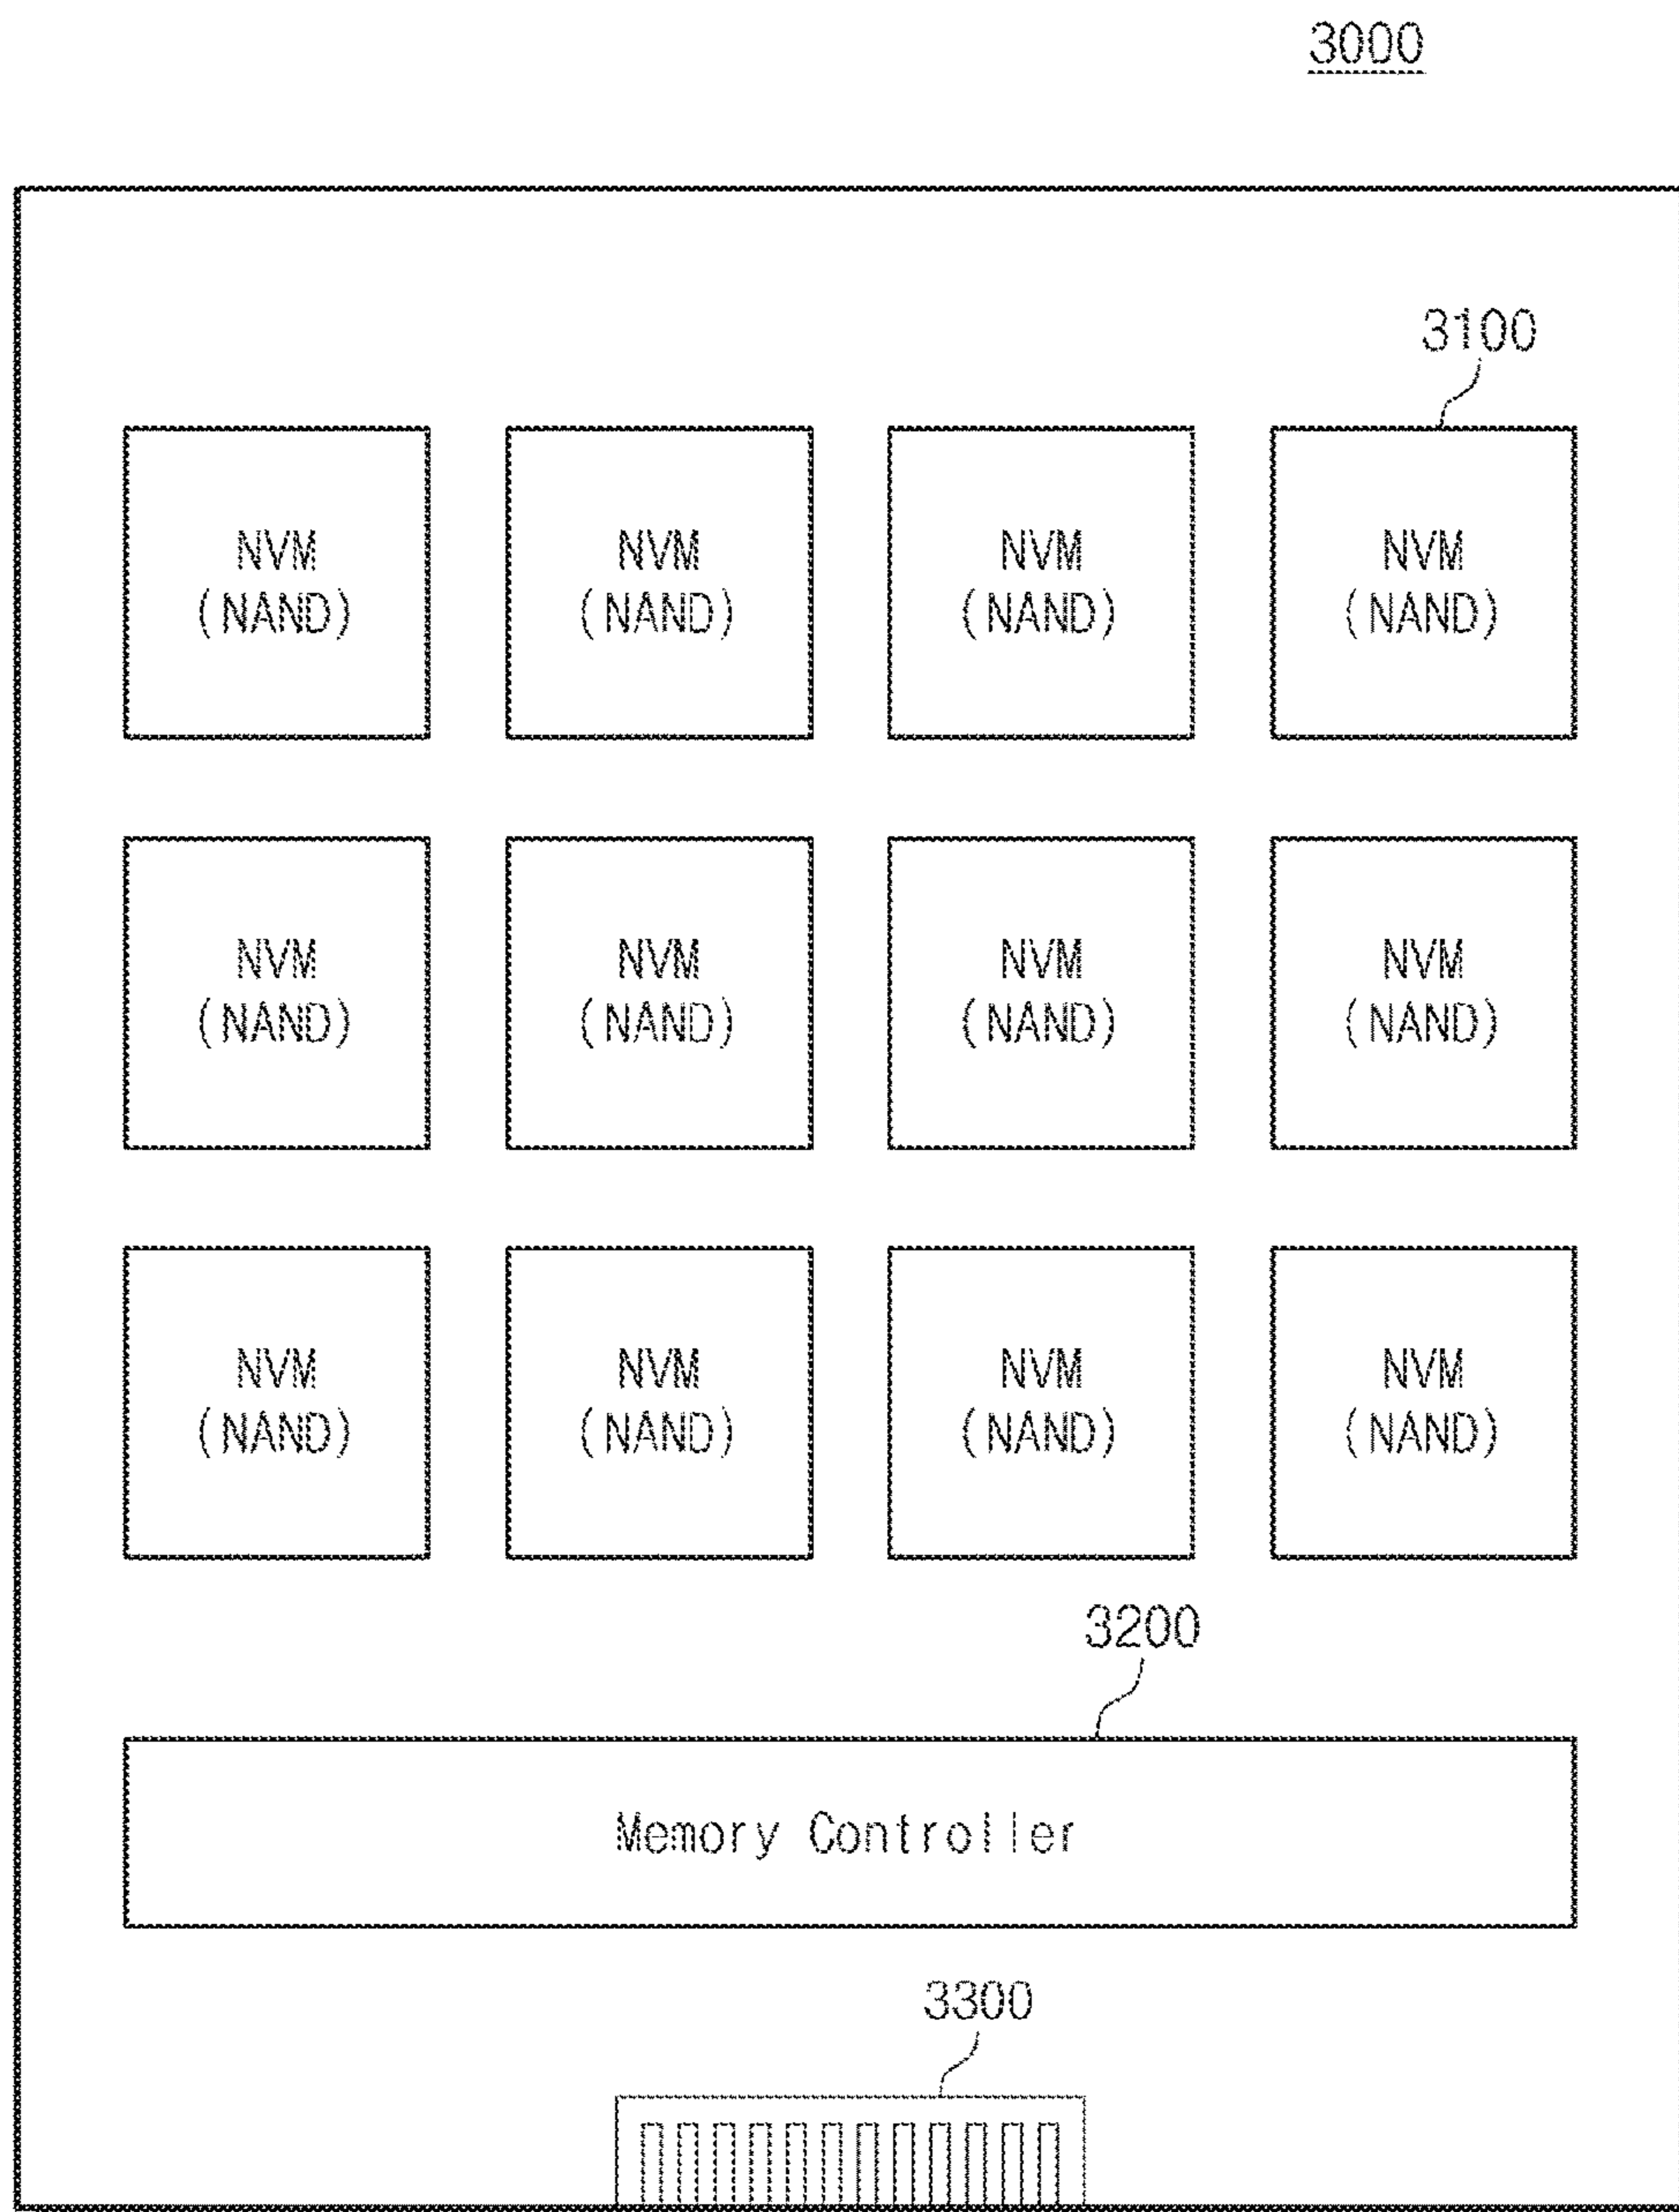 3000
3100
NVM NVM NVM NVM
(NAND) (NAND) (NAND) (NAND)
NVM NVM NVM NVM
(NAND) (NAND) (NAND) (NAND)
NVM NVM NVM NVM
(NAND) (NAND) (NAND) (NAND)
3200
Memory Controller
3300